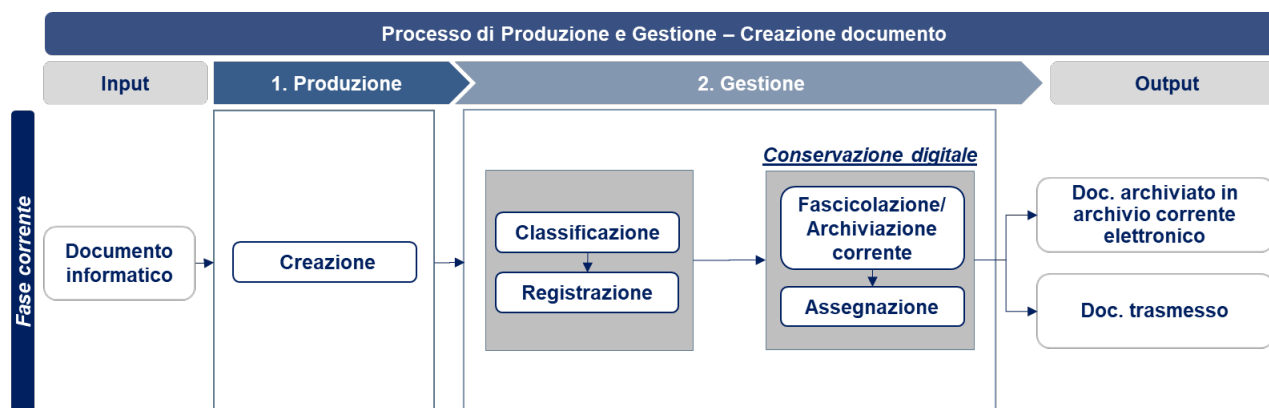 Processo di Produzione e Gestione – Creazione documento
Input
1. Produzione
2. Gestione
Output
Fase corrente
Documento
informatico
Creazione
Classificazione
Registrazione
Conservazione digitale
Fascicolazione/
Archiviazione
corrente
Assegnazione
Doc. archiviato in
archivio corrente
elettronico
Doc. trasmesso